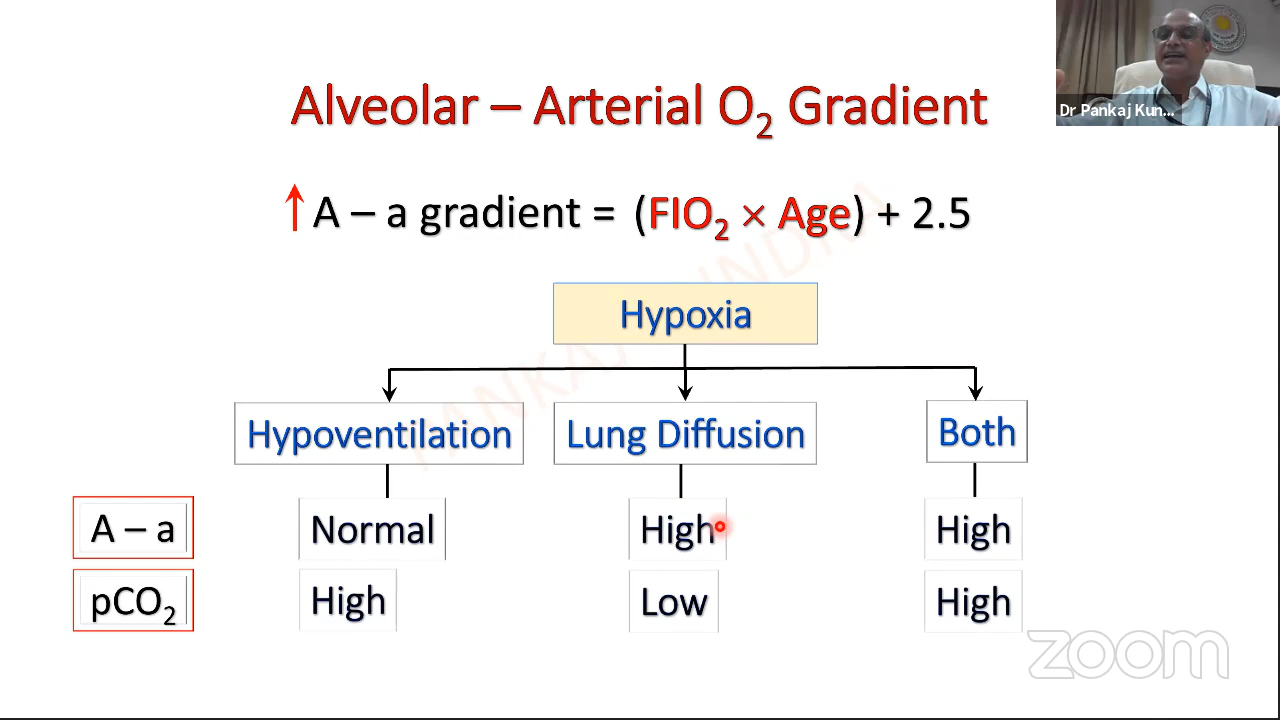 Dr Pankaj Kun...
Alveolar – Arterial O₂ Gradient
↑ A – a gradient = (FIO₂ × Age) + 2.5
Hypoxia
Hypoventilation Lung Diffusion Both
A – a Normal High High
pCO₂ High Low High
zoom